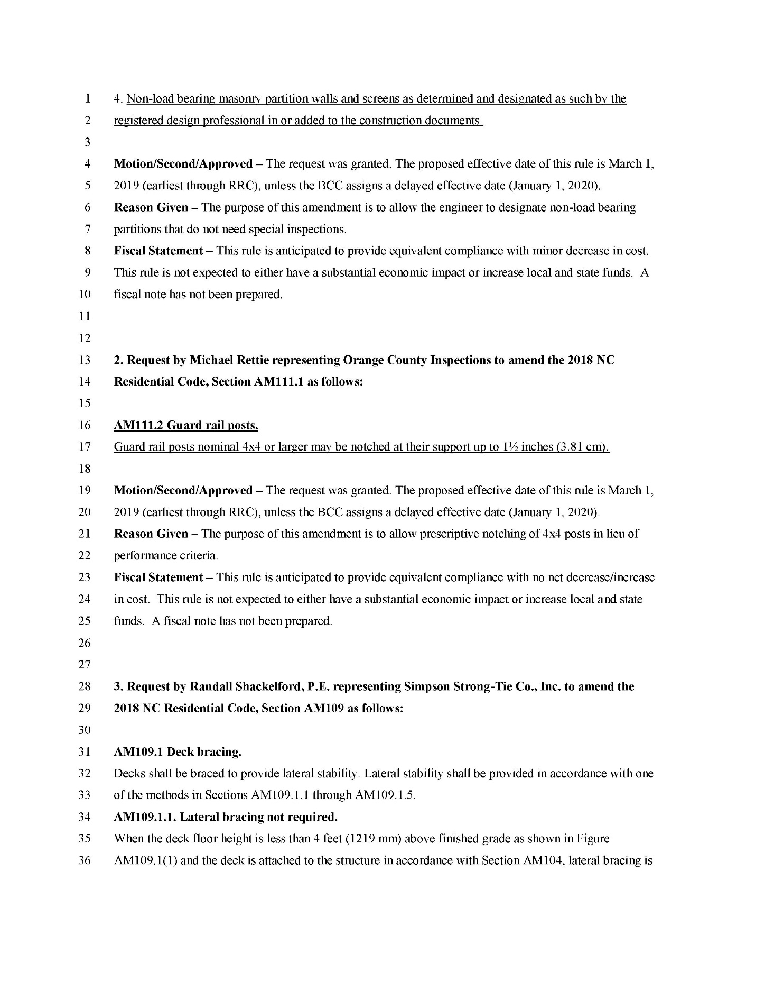 1 4. Non-load bearing masonry partition walls and screens as determined and designated as such by the
2 registered design professional in or added to the construction documents.
3
4 Motion/Second/Approved – The request was granted. The proposed effective date of this rule is March 1,
5 2019 (earliest through RRC), unless the BCC assigns a delayed effective date (January 1, 2020).
6 Reason Given – The purpose of this amendment is to allow the engineer to designate non-load bearing
7 partitions that do not need special inspections.
8 Fiscal Statement – This rule is anticipated to provide equivalent compliance with minor decrease in cost.
9 This rule is not expected to either have a substantial economic impact or increase local and state funds.  A
10 fiscal note has not been prepared.
11
12
13 2. Request by Michael Rettie representing Orange County Inspections to amend the 2018 NC
14 Residential Code, Section AM111.1 as follows:
15
16 AM111.2 Guard rail posts.
17 Guard rail posts nominal 4x4 or larger may be notched at their support up to 1½ inches (3.81 cm).
18
19 Motion/Second/Approved – The request was granted. The proposed effective date of this rule is March 1,
20 2019 (earliest through RRC), unless the BCC assigns a delayed effective date (January 1, 2020).
21 Reason Given – The purpose of this amendment is to allow prescriptive notching of 4x4 posts in lieu of
22 performance criteria.
23 Fiscal Statement – This rule is anticipated to provide equivalent compliance with no net decrease/increase
24 in cost.  This rule is not expected to either have a substantial economic impact or increase local and state
25 funds.  A fiscal note has not been prepared.
26
27
28 3. Request by Randall Shackelford, P.E. representing Simpson Strong-Tie Co., Inc. to amend the
29 2018 NC Residential Code, Section AM109 as follows:
30
31 AM109.1 Deck bracing.
32 Decks shall be braced to provide lateral stability. Lateral stability shall be provided in accordance with one
33 of the methods in Sections AM109.1.1 through AM109.1.5.
34 AM109.1.1. Lateral bracing not required.
35 When the deck floor height is less than 4 feet (1219 mm) above finished grade as shown in Figure
36 AM109.1(1) and the deck is attached to the structure in accordance with Section AM104, lateral bracing is